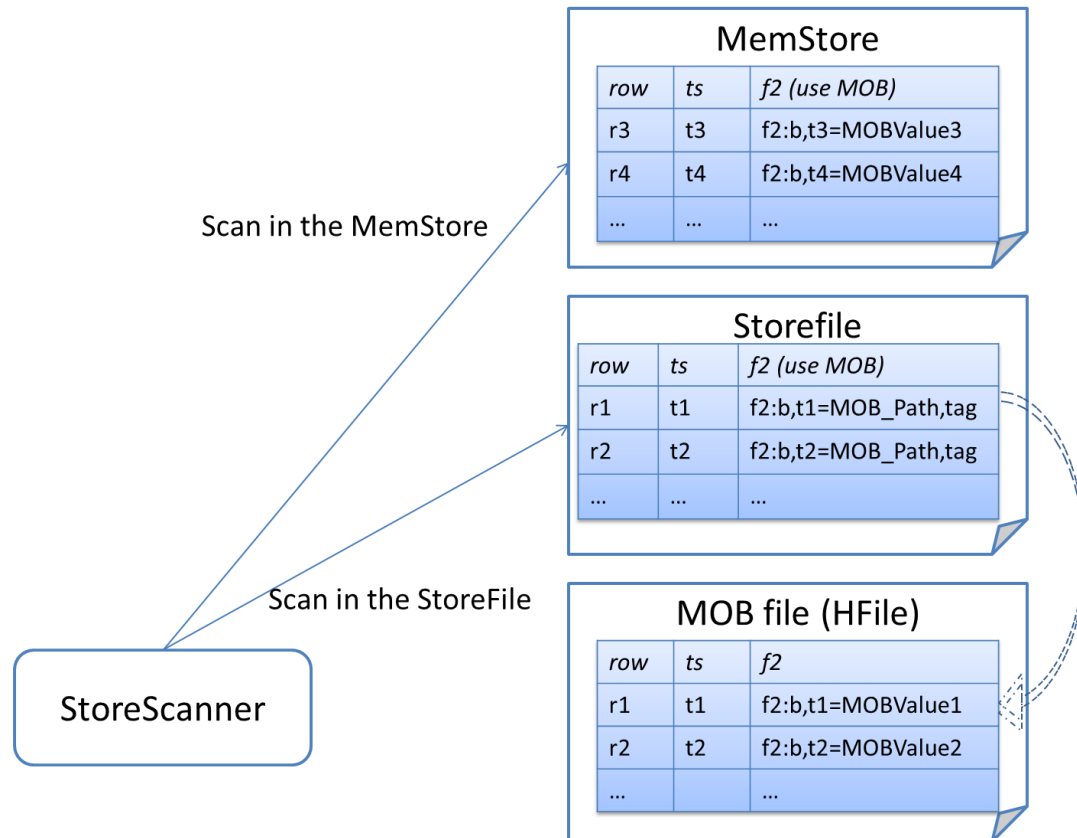 MemStore
row ts f2 (use MOB)
r3 t3 f2:b,t3=MOBValue3
r4 t4 f2:b,t4=MOBValue4
... ... ...
Scan in the MemStore
Storefile
row ts f2 (use MOB)
r1 t1 f2:b,t1=MOB_Path,tag
r2 t2 f2:b,t2=MOB_Path,tag
... ... ...
Scan in the StoreFile
MOB file (HFile)
row ts f2
r1 t1 f2:b,t1=MOBValue1
r2 t2 f2:b,t2=MOBValue2
... ...
StoreScanner